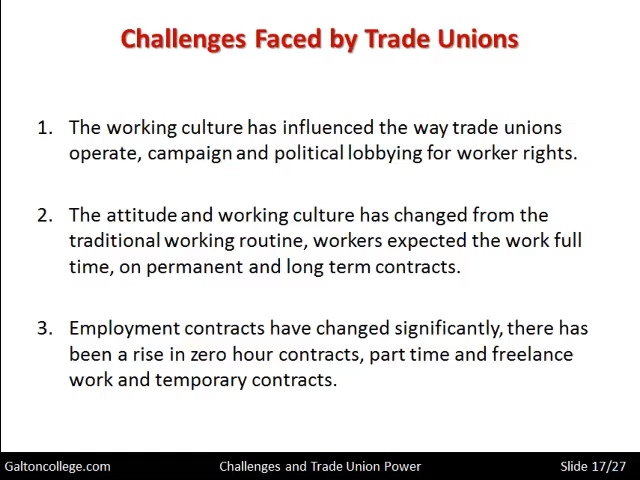 Challenges Faced by Trade Unions
1. The working culture has influenced the way trade unions
operate, campaign and political lobbying for worker rights.
2. The attitude and working culture has changed from the
traditional working routine, workers expected the work full
time, on permanent and long term contracts.
3. Employment contracts have changed significantly, there has
been a rise in zero hour contracts, part time and freelance
work and temporary contracts.
Galtoncollege.com Challenges and Trade Union Power Slide 17/27